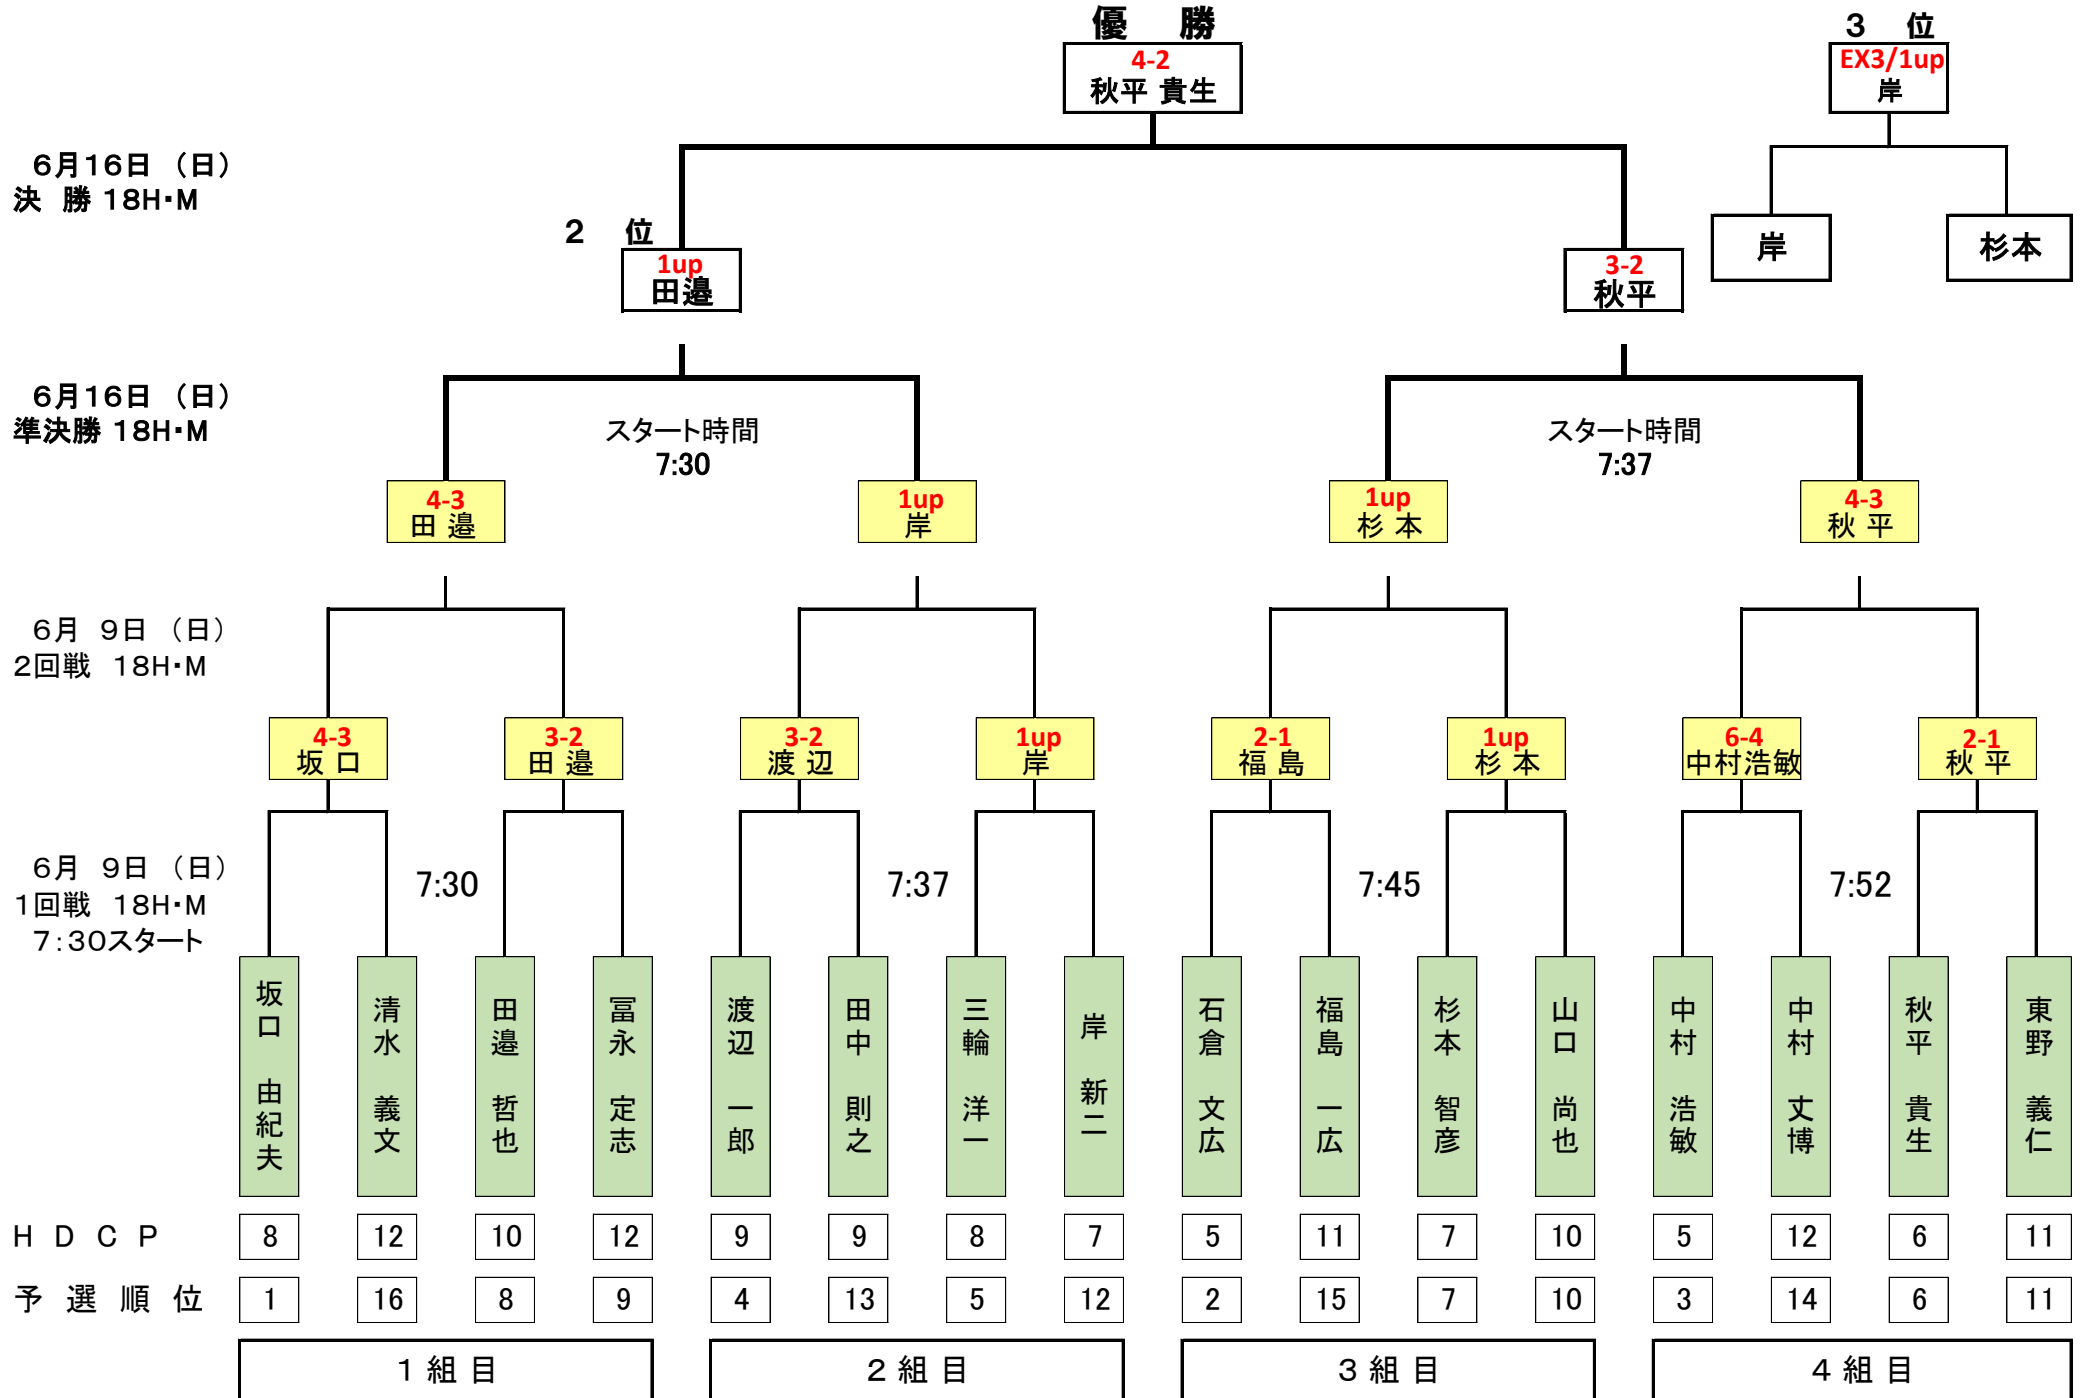 優　勝
4-2
秋平 貴生
３　位
EX3/1up
岸
６月１６日 （日）
決　勝 １８Ｈ・Ｍ
２　位
1up
田邉
3-2
秋平
岸
杉本
６月１６日 （日）
準決勝 １８Ｈ・Ｍ
スタート時間
7:30
スタート時間
7:37
4-3
田 邉
1up
岸
1up
杉 本
4-3
秋 平
６月　９日 （日）
２回戦　１８Ｈ・Ｍ
4-3
坂 口
3-2
田 邉
3-2
渡 辺
1up
岸
2-1
福 島
1up
杉 本
6-4
中村浩敏
2-1
秋 平
６月　９日 （日）
１回戦　１８Ｈ・Ｍ
７：３０スタート
7:30
7:37
7:45
7:52
坂口　由紀夫
清水　義文
田邉　哲也
冨永　定志
渡辺　一郎
田中　則之
三輪　洋一
岸　新二
石倉　文広
福島　一広
杉本　智彦
山口　尚也
中村　浩敏
中村　丈博
秋平　貴生
東野　義仁
Ｈ Ｄ Ｃ Ｐ 8 12 10 12 9 9 8 7 5 11 7 10 5 12 6 11
予 選 順 位 1 16 8 9 4 13 5 12 2 15 7 10 3 14 6 11
１ 組 目 ２ 組 目 ３ 組 目 ４ 組 目